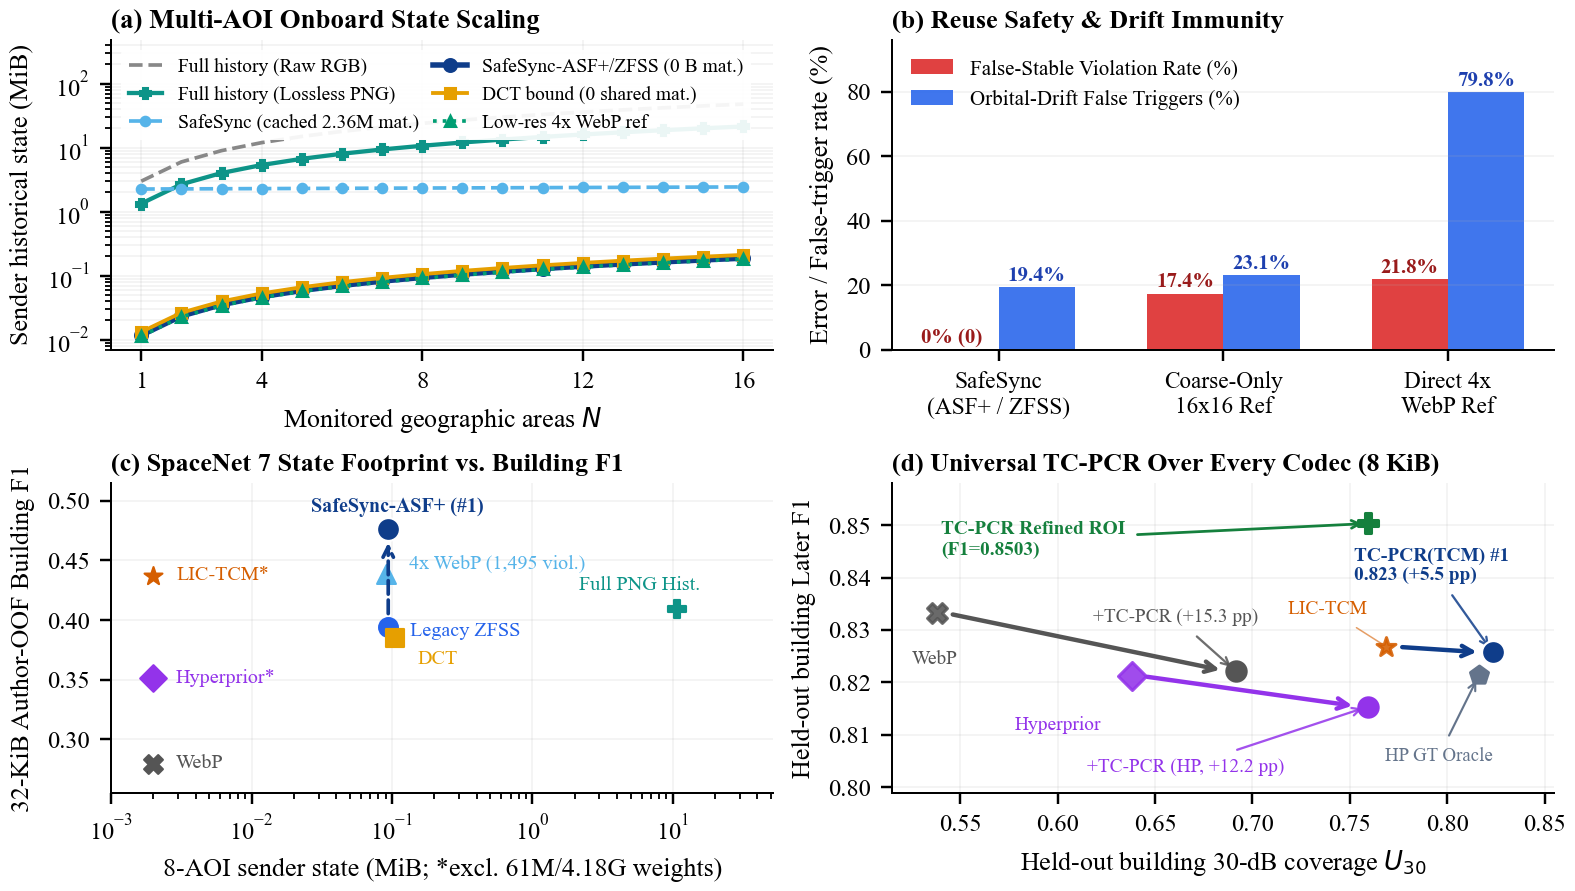 (a) Multi-AOI Onboard State Scaling
Sender historical state (MiB)
10²
10¹
10⁰
10⁻¹
10⁻²
Full history (Raw RGB)
Full history (Lossless PNG)
SafeSync (cached 2.36M mat.)
SafeSync-ASF+/ZFSS (0 B mat.)
DCT bound (0 shared mat.)
Low-res 4x WebP ref
1 4 8 12 16
Monitored geographic areas N
(b) Reuse Safety & Drift Immunity
Error / False-trigger rate (%)
80
60
40
20
0
False-Stable Violation Rate (%)
Orbital-Drift False Triggers (%)
0% (0)
19.4%
17.4%
23.1%
21.8%
79.8%
SafeSync
(ASF+ / ZFSS)
Coarse-Only
16x16 Ref
Direct 4x
WebP Ref
(c) SpaceNet 7 State Footprint vs. Building F1
32-KiB Author-OOF Building F1
0.50
0.45
0.40
0.35
0.30
SafeSync-ASF+ (#1)
4x WebP (1,495 viol.)
LIC-TCM*
Full PNG Hist.
Legacy ZFSS
DCT
Hyperprior*
WebP
10⁻³ 10⁻² 10⁻¹ 10⁰ 10¹
8-AOI sender state (MiB; *excl. 61M/4.18G weights)
(d) Universal TC-PCR Over Every Codec (8 KiB)
Held-out building Later F1
0.85
0.84
0.83
0.82
0.81
0.80
TC-PCR Refined ROI
(F1=0.8503)
TC-PCR(TCM) #1
0.823 (+5.5 pp)
LIC-TCM
+TC-PCR (+15.3 pp)
WebP
Hyperprior
+TC-PCR (HP, +12.2 pp)
HP GT Oracle
0.55 0.60 0.65 0.70 0.75 0.80 0.85
Held-out building 30-dB coverage U₃₀